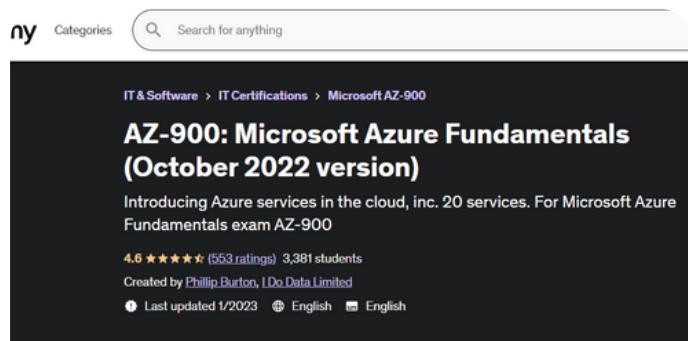 ny Categories Search for anything
IT & Software > IT Certifications > Microsoft AZ-900
AZ-900: Microsoft Azure Fundamentals
(October 2022 version)
Introducing Azure services in the cloud, inc. 20 services. For Microsoft Azure
Fundamentals exam AZ-900
4.6 ★★★★⯪ (553 ratings) 3,381 students
Created by Phillip Burton, I Do Data Limited
Last updated 1/2023 English English